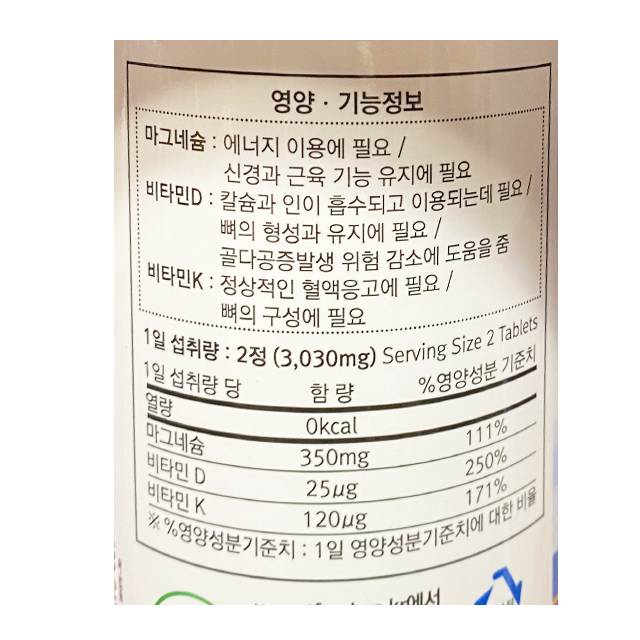 영양 · 기능정보
마그네슘 : 에너지 이용에 필요 /
신경과 근육 기능 유지에 필요
비타민D : 칼슘과 인이 흡수되고 이용되는데 필요 /
뼈의 형성과 유지에 필요 /
골다공증발생 위험 감소에 도움을 줌
비타민K : 정상적인 혈액응고에 필요 /
뼈의 구성에 필요
1일 섭취량 : 2정 (3,030mg) Serving Size 2 Tablets
1일 섭취량 당 함 량 %영양성분 기준치
열량 0kcal
마그네슘 350mg 111%
비타민 D 25µg 250%
비타민 K 120µg 171%
※ %영양성분기준치 : 1일 영양성분기준치에 대한 비율